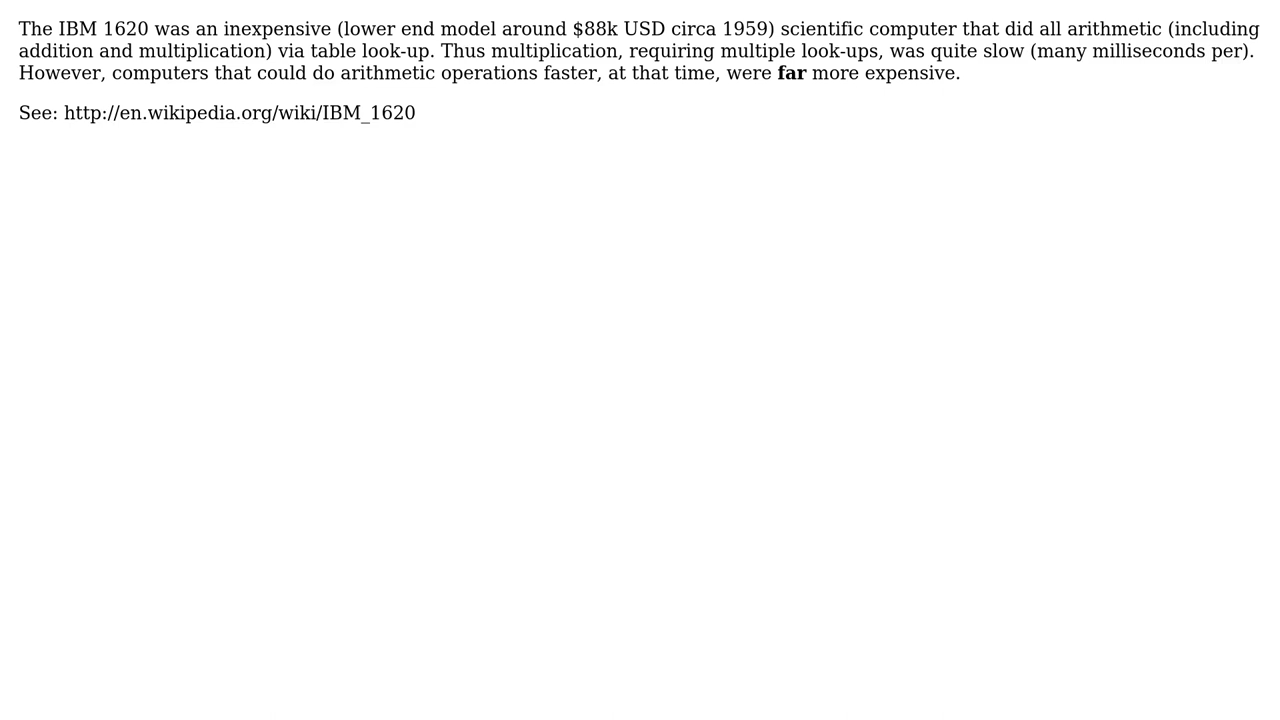 The IBM 1620 was an inexpensive (lower end model around $88k USD circa 1959) scientific computer that did all arithmetic (including
addition and multiplication) via table look-up. Thus multiplication, requiring multiple look-ups, was quite slow (many milliseconds per).
However, computers that could do arithmetic operations faster, at that time, were far more expensive.
See: http://en.wikipedia.org/wiki/IBM_1620